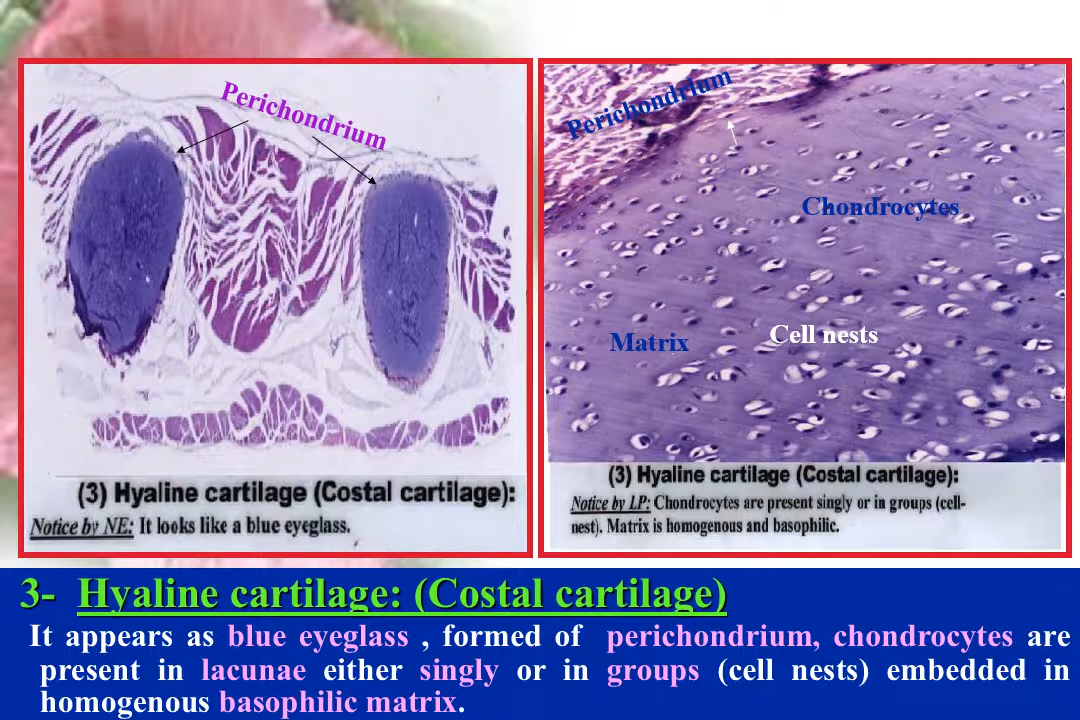 Perichondrium
(3) Hyaline cartilage (Costal cartilage):
Notice by NE: It looks like a blue eyeglass.
Perichondrium
Chondrocytes
Matrix
Cell nests
(3) Hyaline cartilage (Costal cartilage):
Notice by LP: Chondrocytes are present singly or in groups (cell-
nest). Matrix is homogenous and basophilic.
3- Hyaline cartilage: (Costal cartilage)
It appears as blue eyeglass , formed of perichondrium, chondrocytes are
present in lacunae either singly or in groups (cell nests) embedded in
homogenous basophilic matrix.